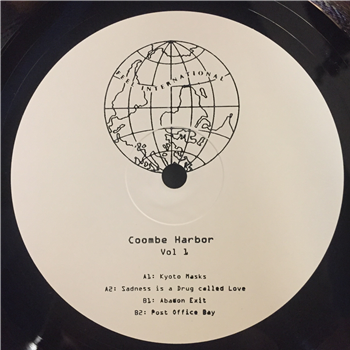 INTERNATIONAL
Coombe Harbor
Vol 1
A1: Kyoto Masks
A2: Sadness is a Drug called Love
B1: Abaddon Exit
B2: Post Office Bay